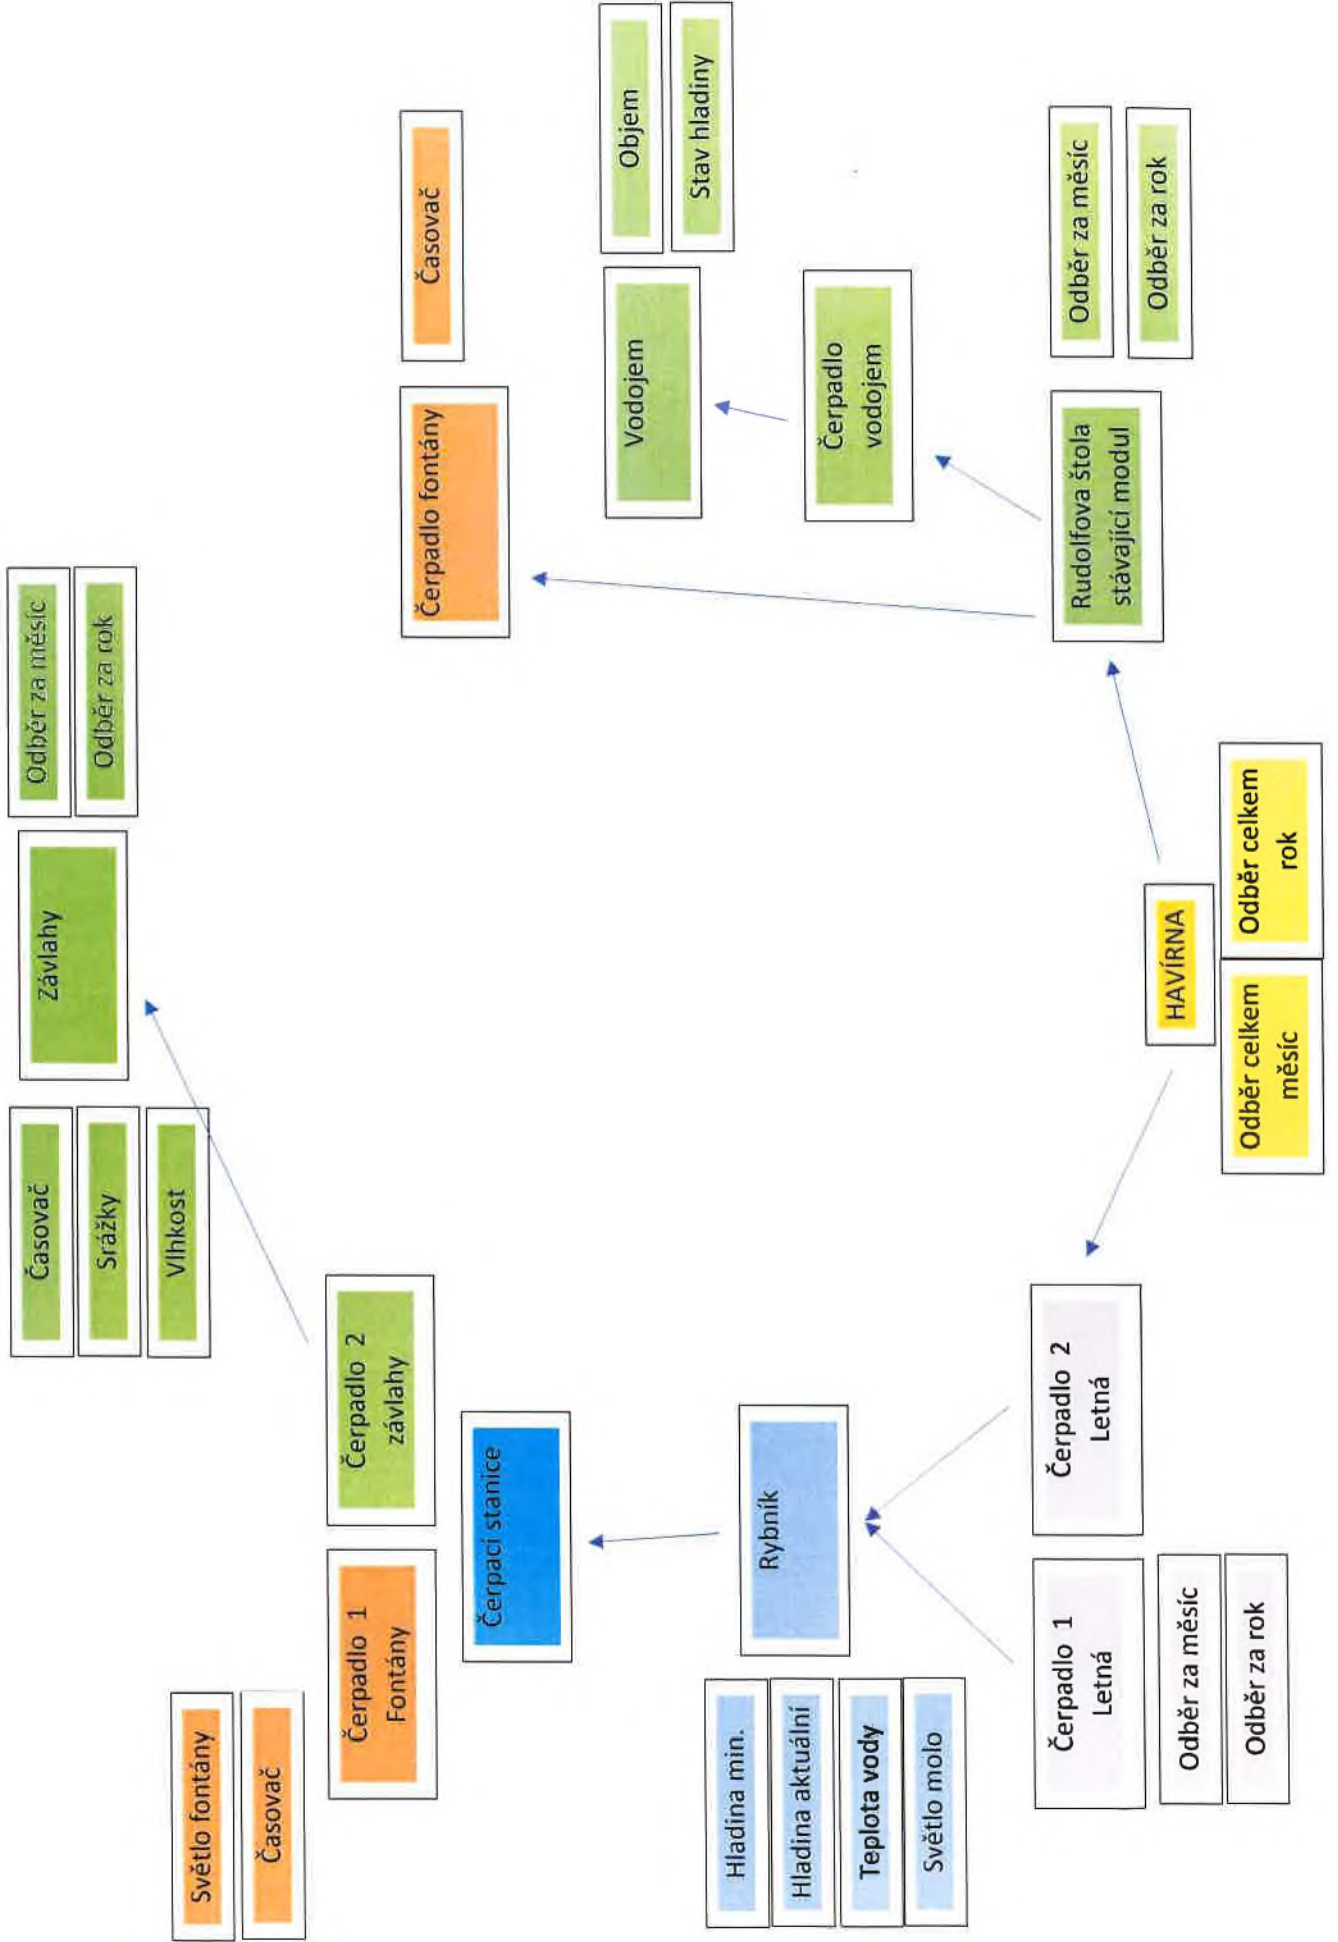 Časovač
Srážky
Vlhkost
Závlahy
Odběr za měsíc
Odběr za rok
Světlo fontány
Časovač
Čerpadlo 1
Fontány
Čerpadlo 2
závlahy
Čerpací stanice
Čerpadlo fontány
Časovač
Vodojem
Objem
Stav hladiny
Hladina min.
Hladina aktuální
Teplota vody
Světlo molo
Rybník
Čerpadlo
vodojem
Čerpadlo 1
Letná
Čerpadlo 2
Letná
Odběr za měsíc
Odběr za rok
Rudolfova štola
stávající modul
Odběr za měsíc
Odběr za rok
HAVÍRNA
Odběr celkem
měsíc
Odběr celkem
rok